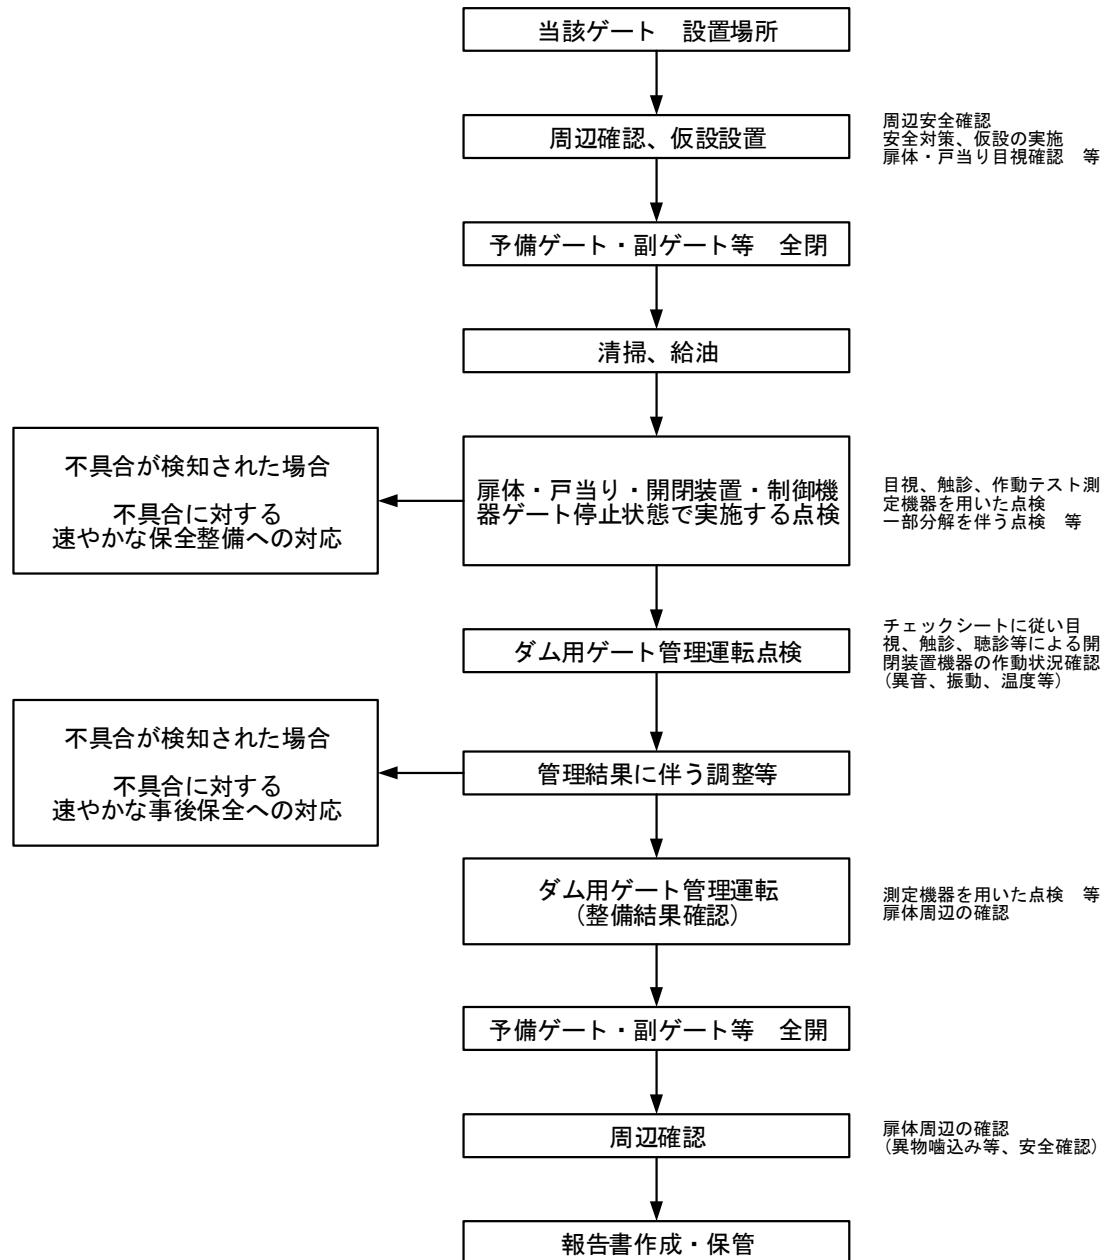 当該ゲート　設置場所
周辺確認、仮設設置
周辺安全確認
安全対策、仮設の実施
扉体・戸当り目視確認　等
予備ゲート・副ゲート等　全閉
清掃、給油
不具合が検知された場合
不具合に対する
速やかな保全整備への対応
扉体・戸当り・開閉装置・制御機
器ゲート停止状態で実施する点検
目視、触診、作動テスト測
定機器を用いた点検
一部分解を伴う点検　等
ダム用ゲート管理運転点検
チェックシートに従い目
視、触診、聴診等による開
閉装置機器の作動状況確認
(異音、振動、温度等)
不具合が検知された場合
不具合に対する
速やかな事後保全への対応
管理結果に伴う調整等
ダム用ゲート管理運転
(整備結果確認)
測定機器を用いた点検　等
扉体周辺の確認
予備ゲート・副ゲート等　全開
周辺確認
扉体周辺の確認
(異物噛込み等、安全確認)
報告書作成・保管